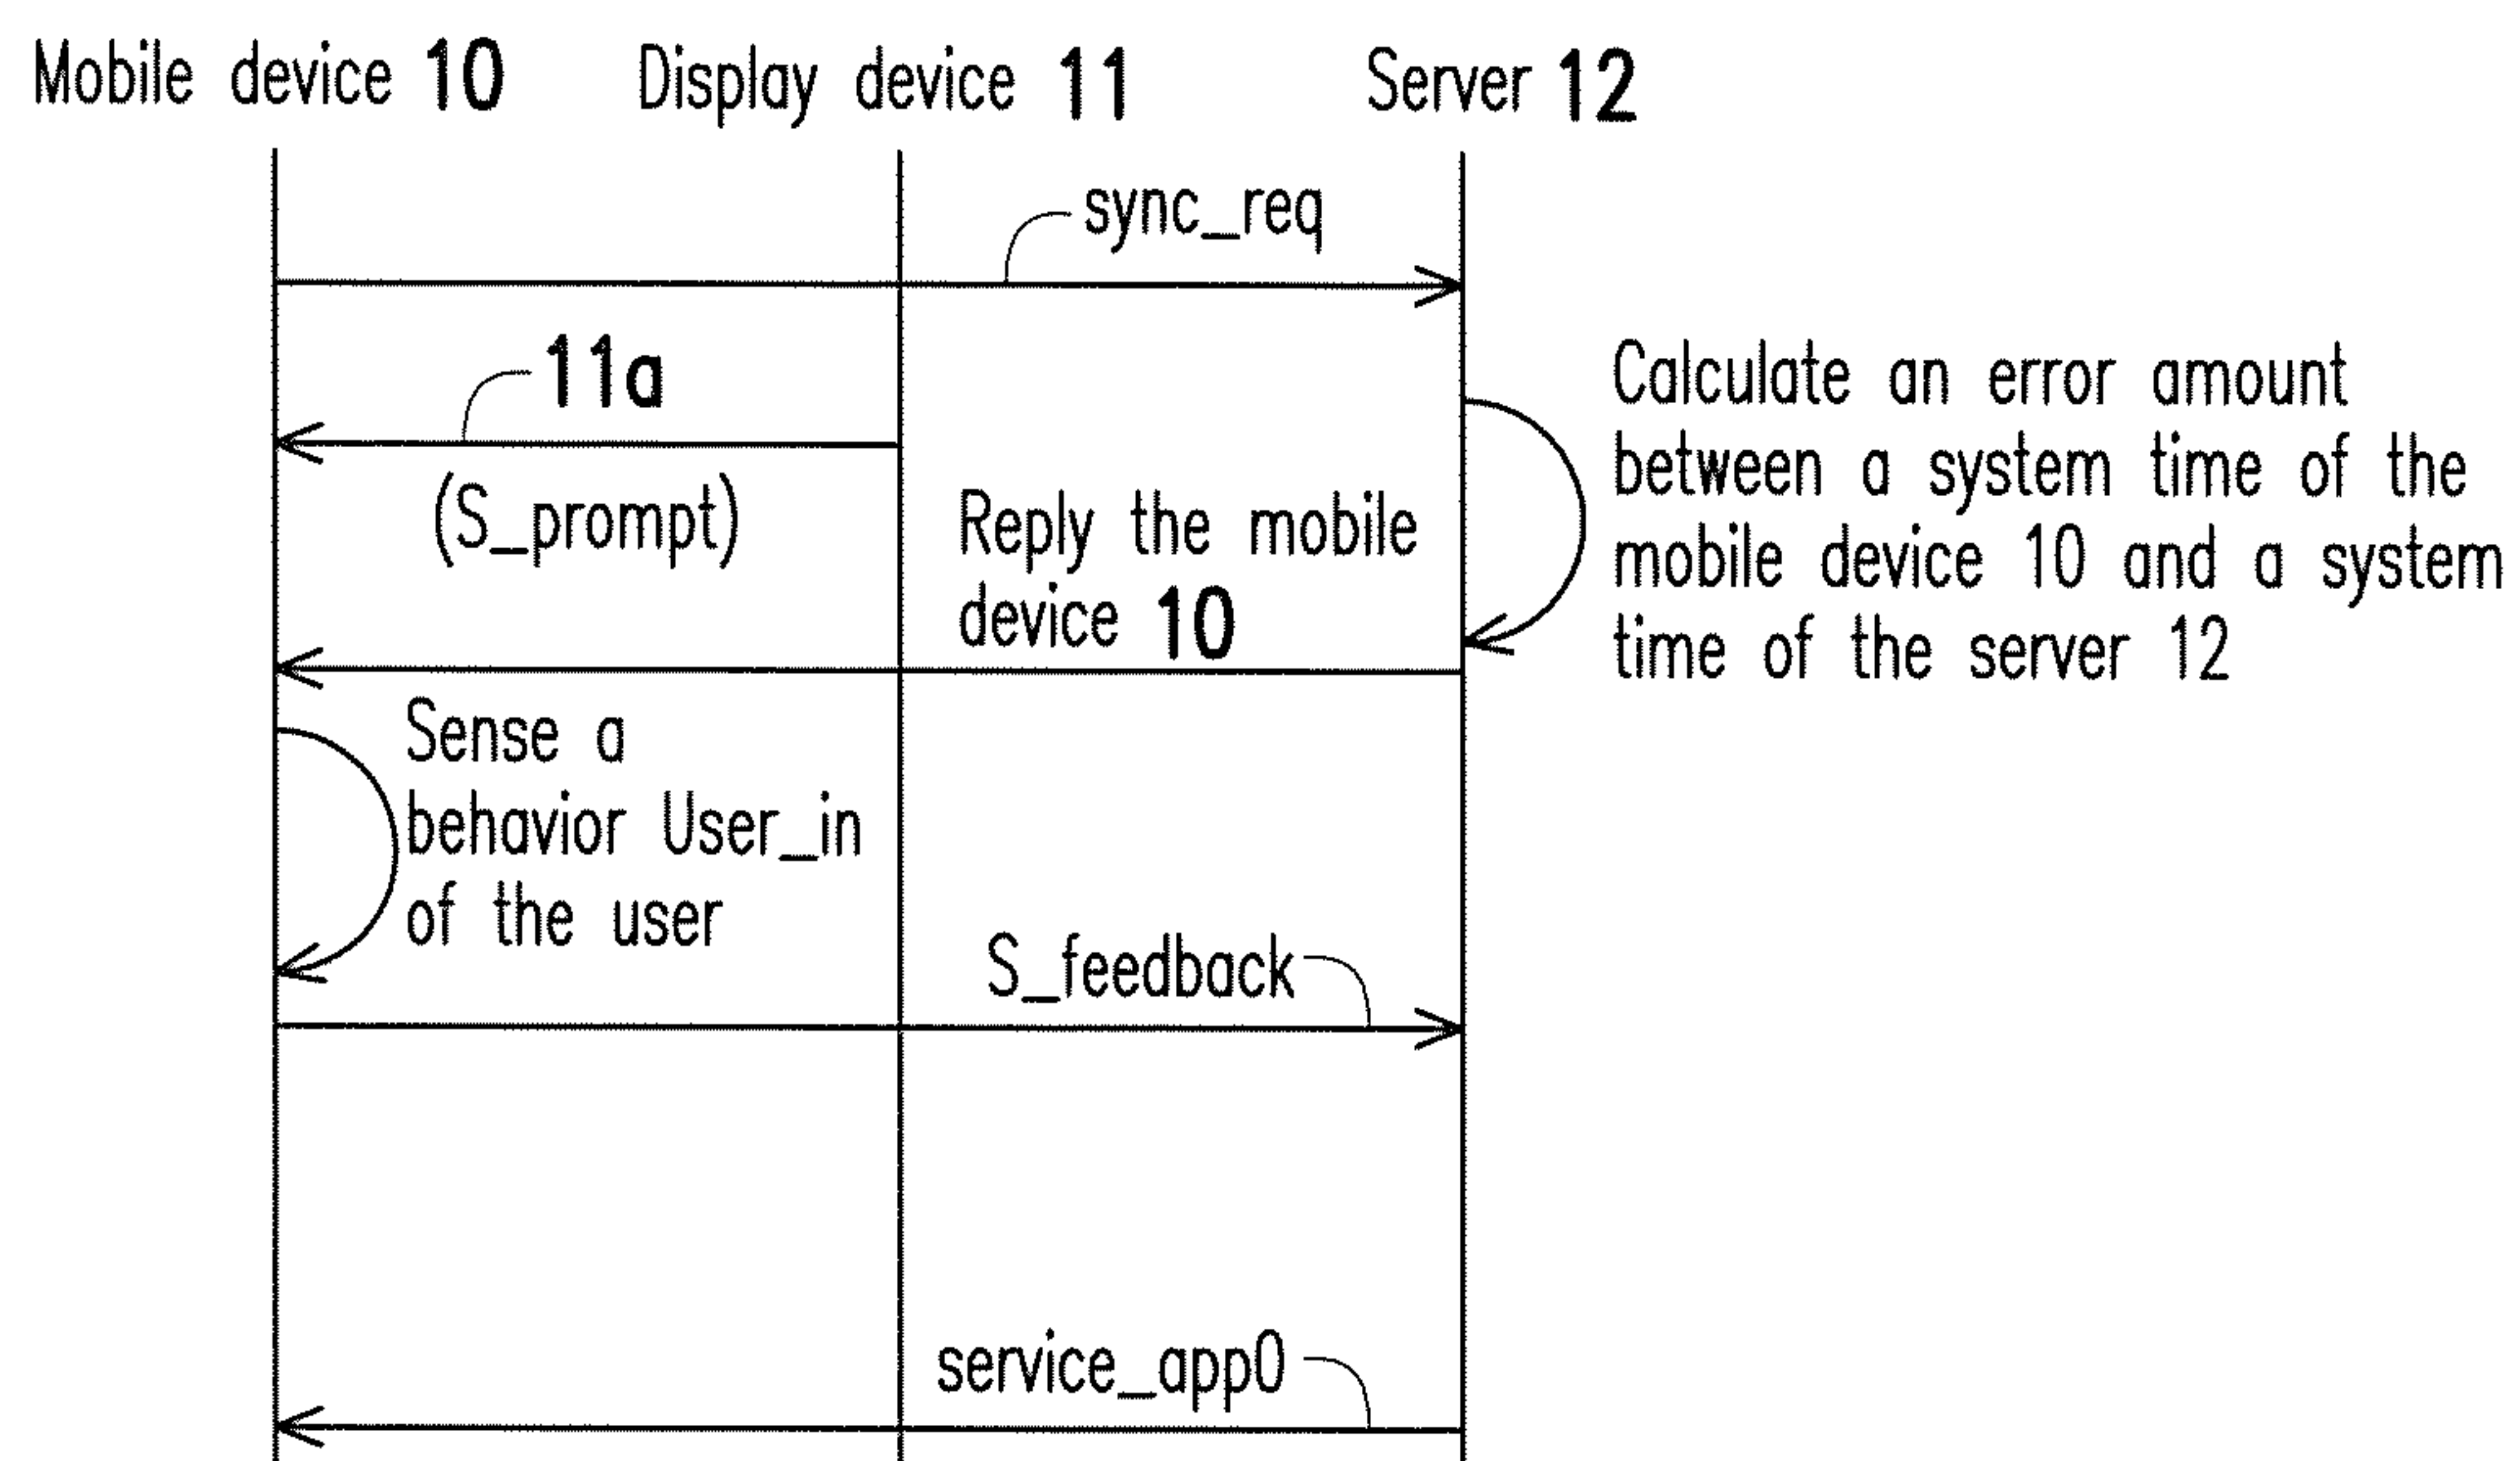 Mobile device 10
Display device 11
Server 12
sync_req
11a
(S_prompt)
Calculate an error amount
between a system time of the
mobile device 10 and a system
time of the server 12
Reply the mobile
device 10
Sense a
behavior User_in
of the user
S_feedback
service_app0